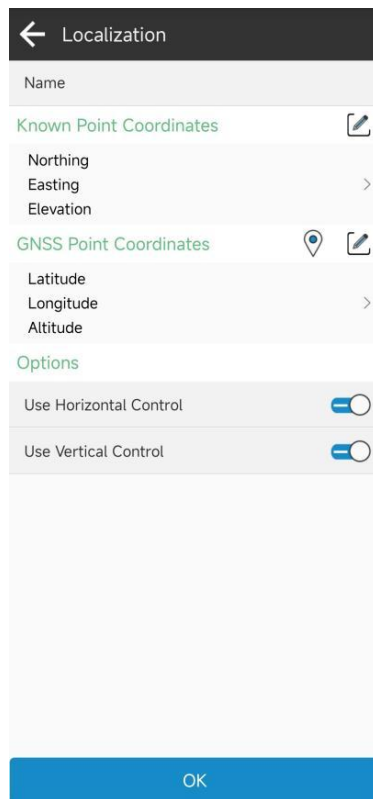 Localization
Name
Known Point Coordinates
Northing
Easting
Elevation
GNSS Point Coordinates
Latitude
Longitude
Altitude
Options
Use Horizontal Control
Use Vertical Control
OK